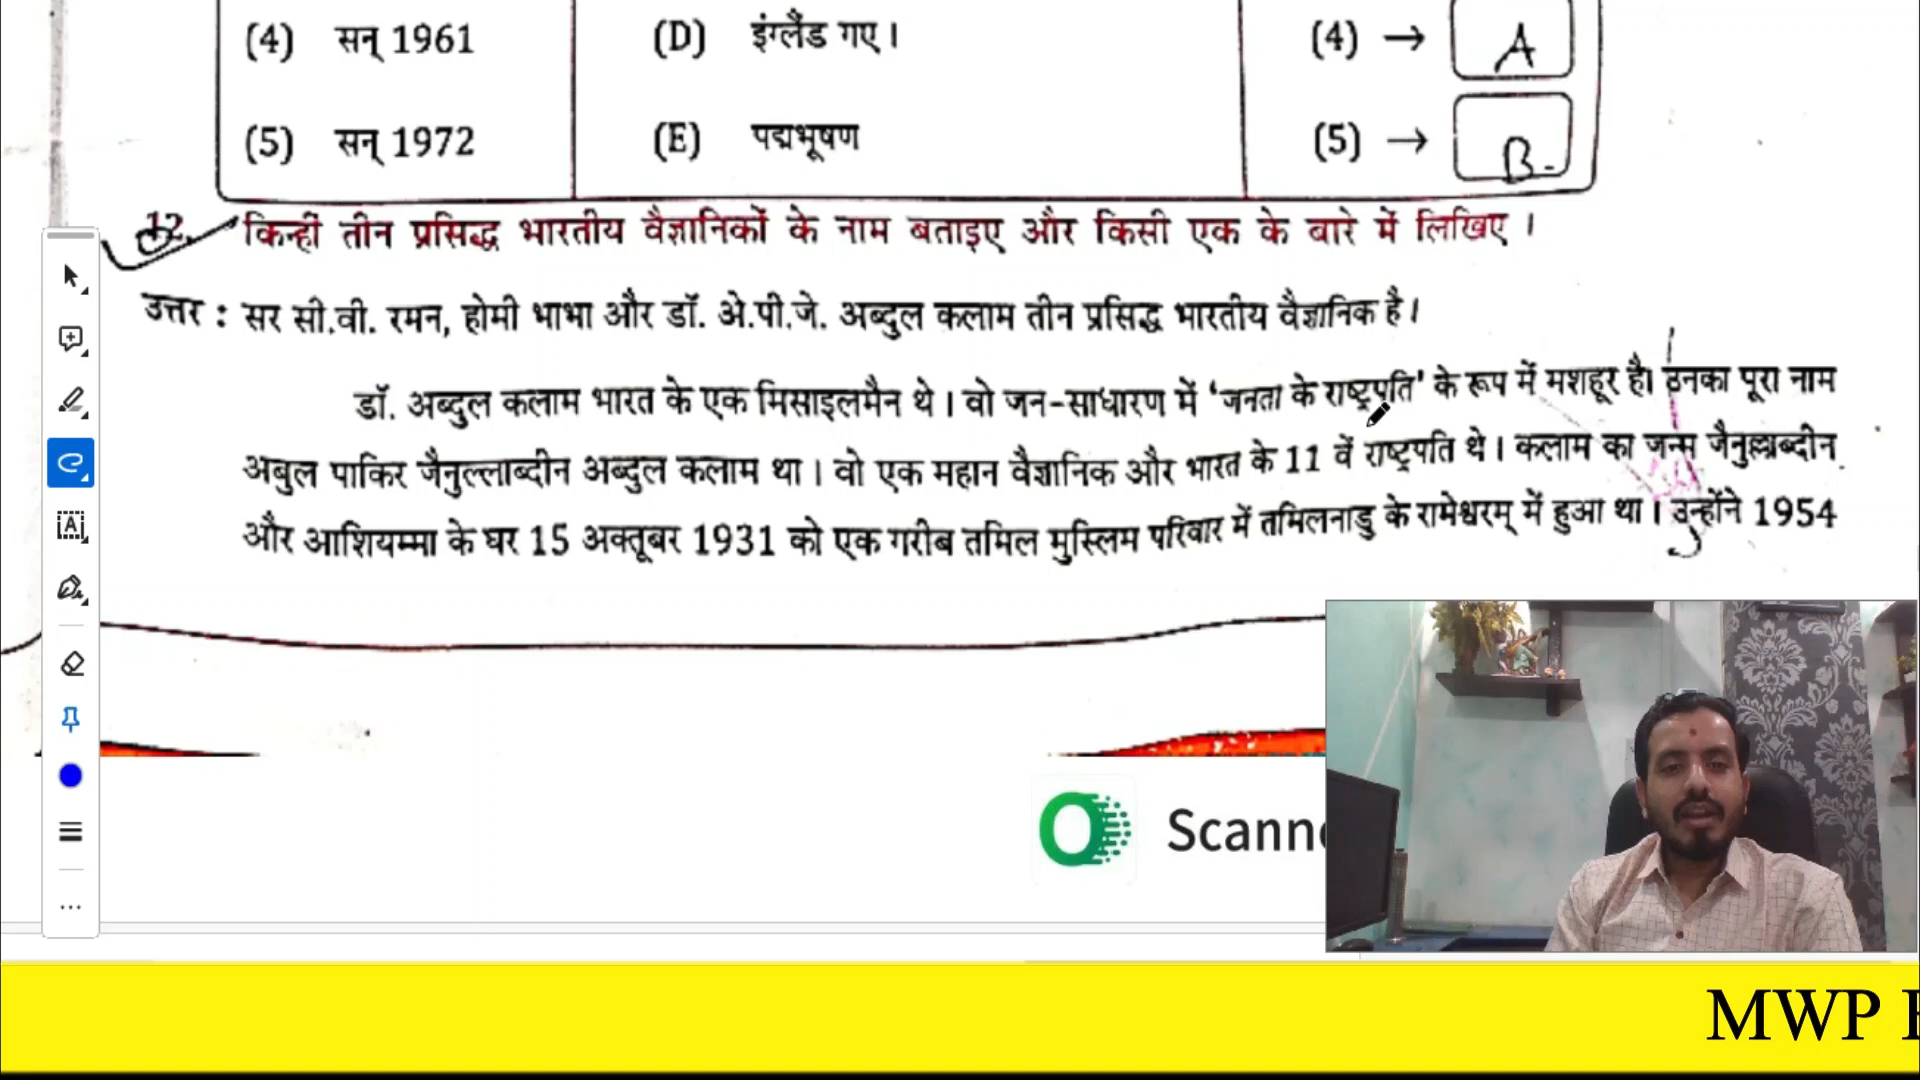 (4) सन् 1961 (D) इंग्लैंड गए। (4) → A
(5) सन् 1972 (E) पद्मभूषण (5) → B
12. किन्हीं तीन प्रसिद्ध भारतीय वैज्ञानिकों के नाम बताइए और किसी एक के बारे में लिखिए।
उत्तर : सर सी.वी. रमन, होमी भाभा और डॉ. अे.पी.जे. अब्दुल कलाम तीन प्रसिद्ध भारतीय वैज्ञानिक है।
डॉ. अब्दुल कलाम भारत के एक मिसाइलमैन थे। वो जन-साधारण में 'जनता के राष्ट्रपति' के रूप में मशहूर है। उनका पूरा नाम
अबुल पाकिर जैनुल्लाब्दीन अब्दुल कलाम था। वो एक महान वैज्ञानिक और भारत के 11 वें राष्ट्रपति थे। कलाम का जन्म जैनुल्लाब्दीन
और आशियम्मा के घर 15 अक्तूबर 1931 को एक गरीब तमिल मुस्लिम परिवार में तमिलनाडु के रामेश्वरम् में हुआ था। उन्होंने 1954
Scann
MWP